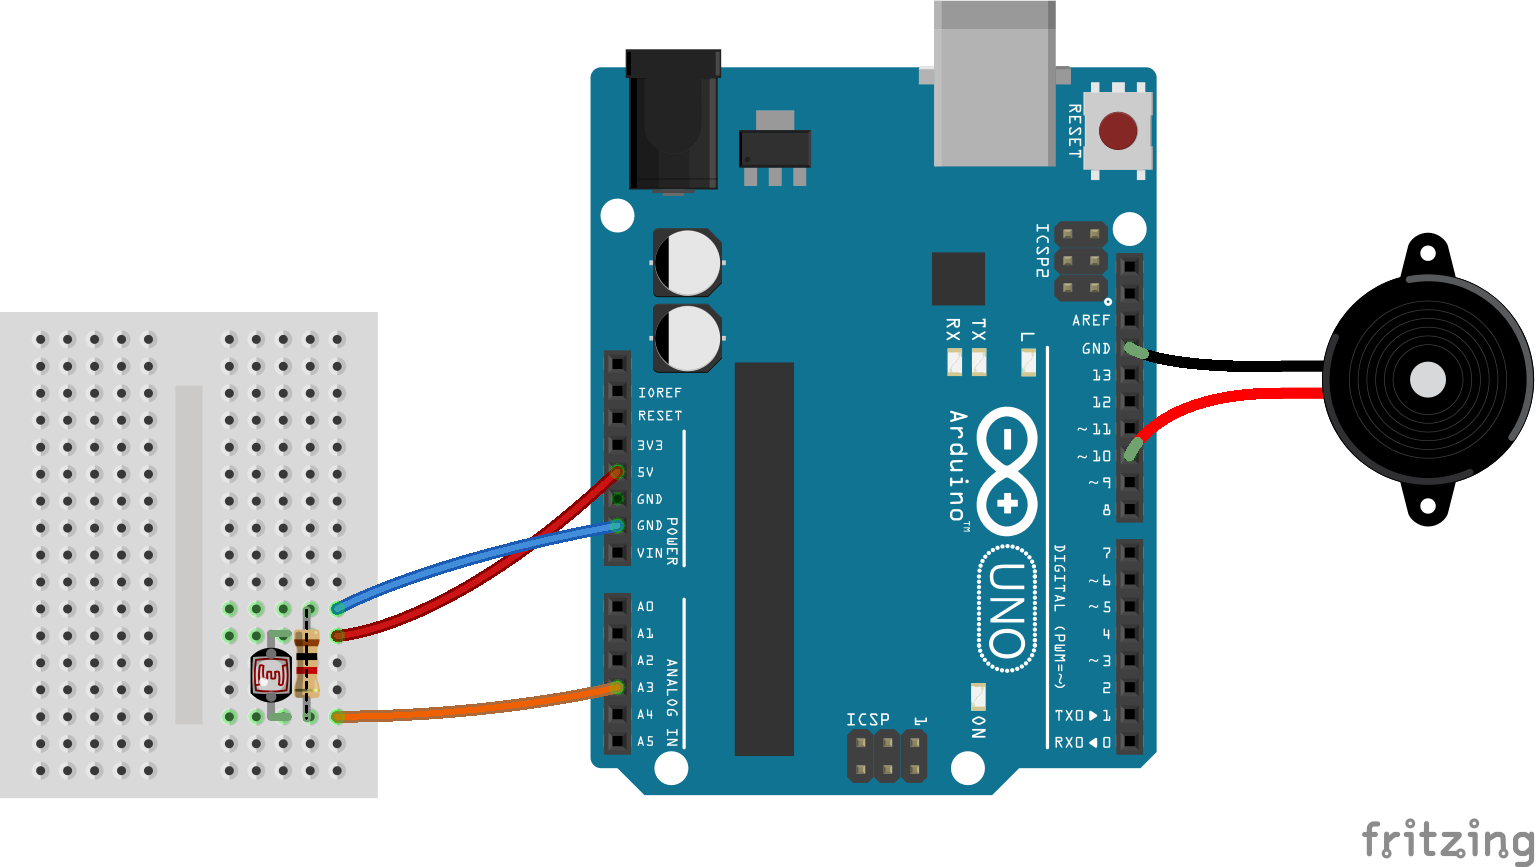 RESET
ICSP2
AREF
GND
13
12
~11
~10
~9
8
RX
TX
L
IOREF
RESET
3V3
5V
GND
GND
VIN
POWER
Arduino™
UNO
7
~6
~5
4
~3
2
TX0▶1
RX0◀0
DIGITAL (PWM=~)
A0
A1
A2
A3
A4
A5
ANALOG IN
ICSP
1
ON
fritzing